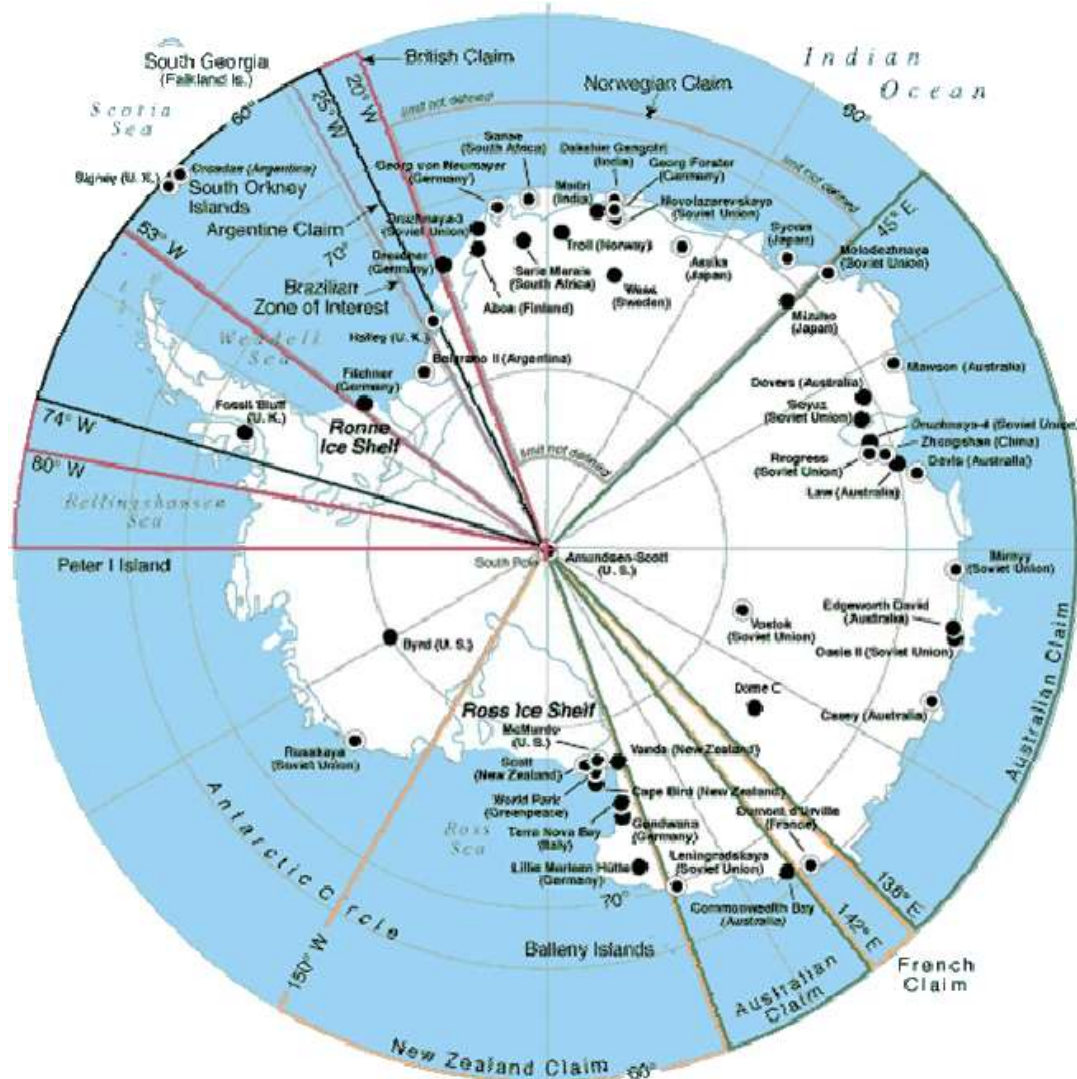 South Georgia
(Falkland Is.)
Scotia
Sea
60°
25° W
20° W
British Claim
limit not defined
Norwegian Claim
Indian
Ocean
60°
Sanae
(South Africa)
Dakshin Gangotri
(India)
Georg von Neumayer
(Germany)
Maitri
(India)
Georg Forster
(Germany)
Novolazarevskaya
(Soviet Union)
limit not defined
45° E
Signey (U. K.)
Orcadas (Argentina)
South Orkney
Islands
Argentine Claim
70°
Druzhnaya-3
(Soviet Union)
Troll (Norway)
Syowa
(Japan)
Molodezhnaya
(Soviet Union)
53° W
Drescher
(Germany)
Sarie Marais
(South Africa)
Asuka
(Japan)
Brazilian
Zone of Interest
Aboa (Finland)
Wasa
(Sweden)
Mizuho
(Japan)
Weddell
Sea
Halley (U. K.)
Belgrano II (Argentina)
Mawson (Australia)
Filchner
(Germany)
Dovers (Australia)
Soyuz
(Soviet Union)
74° W
Fossil Bluff
(U. K.)
Ronne
Ice Shelf
Druzhnaya-4 (Soviet Union)
Zhongshan (China)
Progress
(Soviet Union)
Davis (Australia)
80° W
limit not defined
Law (Australia)
Bellingshausen
Sea
Peter I Island
South Pole
Amundsen-Scott
(U. S.)
Mirnyy
(Soviet Union)
Vostok
(Soviet Union)
Edgeworth David
(Australia)
Oasis II (Soviet Union)
Byrd (U. S.)
Dome C
Casey (Australia)
Australian Claim
Ross Ice Shelf
McMurdo
(U. S.)
Vanda (New Zealand)
Russkaya
(Soviet Union)
Scott
(New Zealand)
Cape Bird (New Zealand)
World Park
(Greenpeace)
Dumont d'Urville
(France)
Ross
Sea
Terra Nova Bay
(Italy)
Gondwana
(Germany)
Lillie Marleen Hütte
(Germany)
Leningradskaya
(Soviet Union)
Antarctic Circle
70°
Commonwealth Bay
(Australia)
136° E
142° E
150° W
Balleny Islands
Australian
Claim
French
Claim
New Zealand Claim
60°